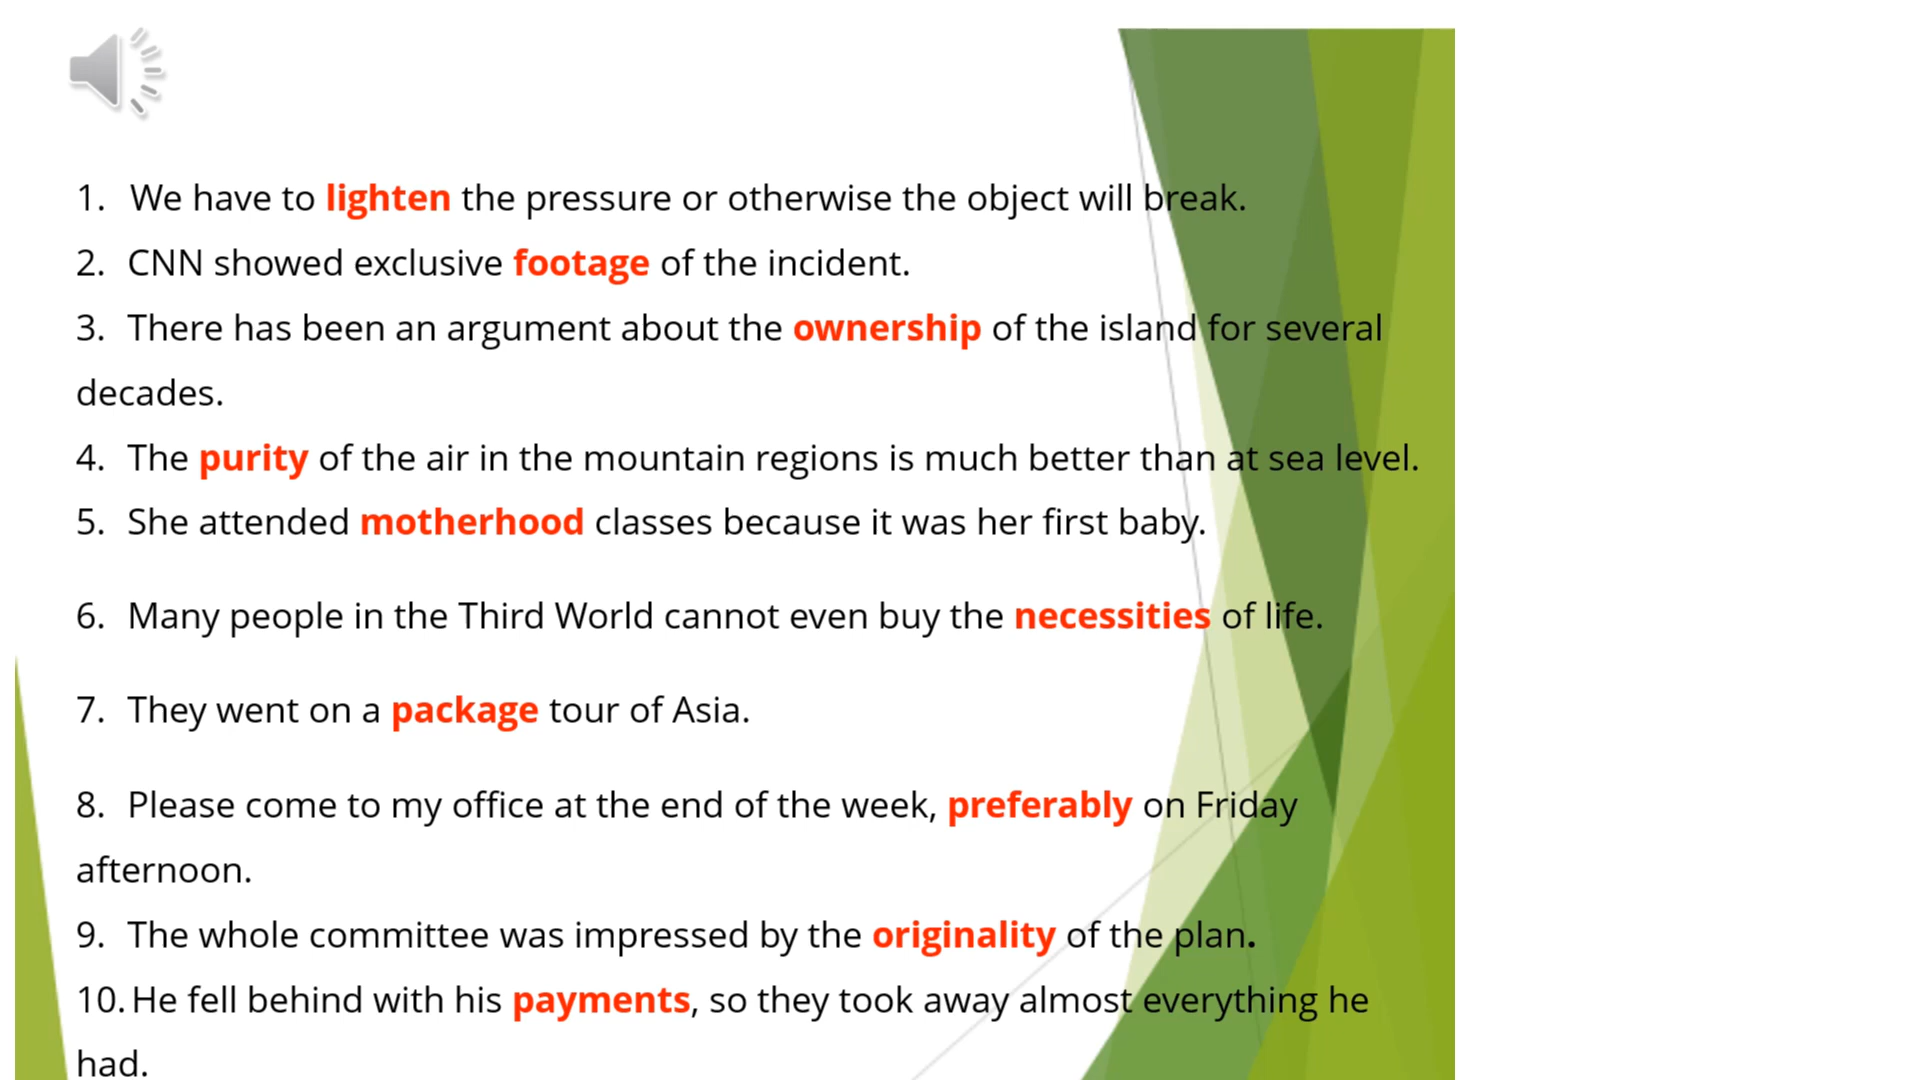 1. We have to lighten the pressure or otherwise the object will break.
2. CNN showed exclusive footage of the incident.
3. There has been an argument about the ownership of the island for several
decades.
4. The purity of the air in the mountain regions is much better than at sea level.
5. She attended motherhood classes because it was her first baby.
6. Many people in the Third World cannot even buy the necessities of life.
7. They went on a package tour of Asia.
8. Please come to my office at the end of the week, preferably on Friday
afternoon.
9. The whole committee was impressed by the originality of the plan.
10. He fell behind with his payments, so they took away almost everything he
had.